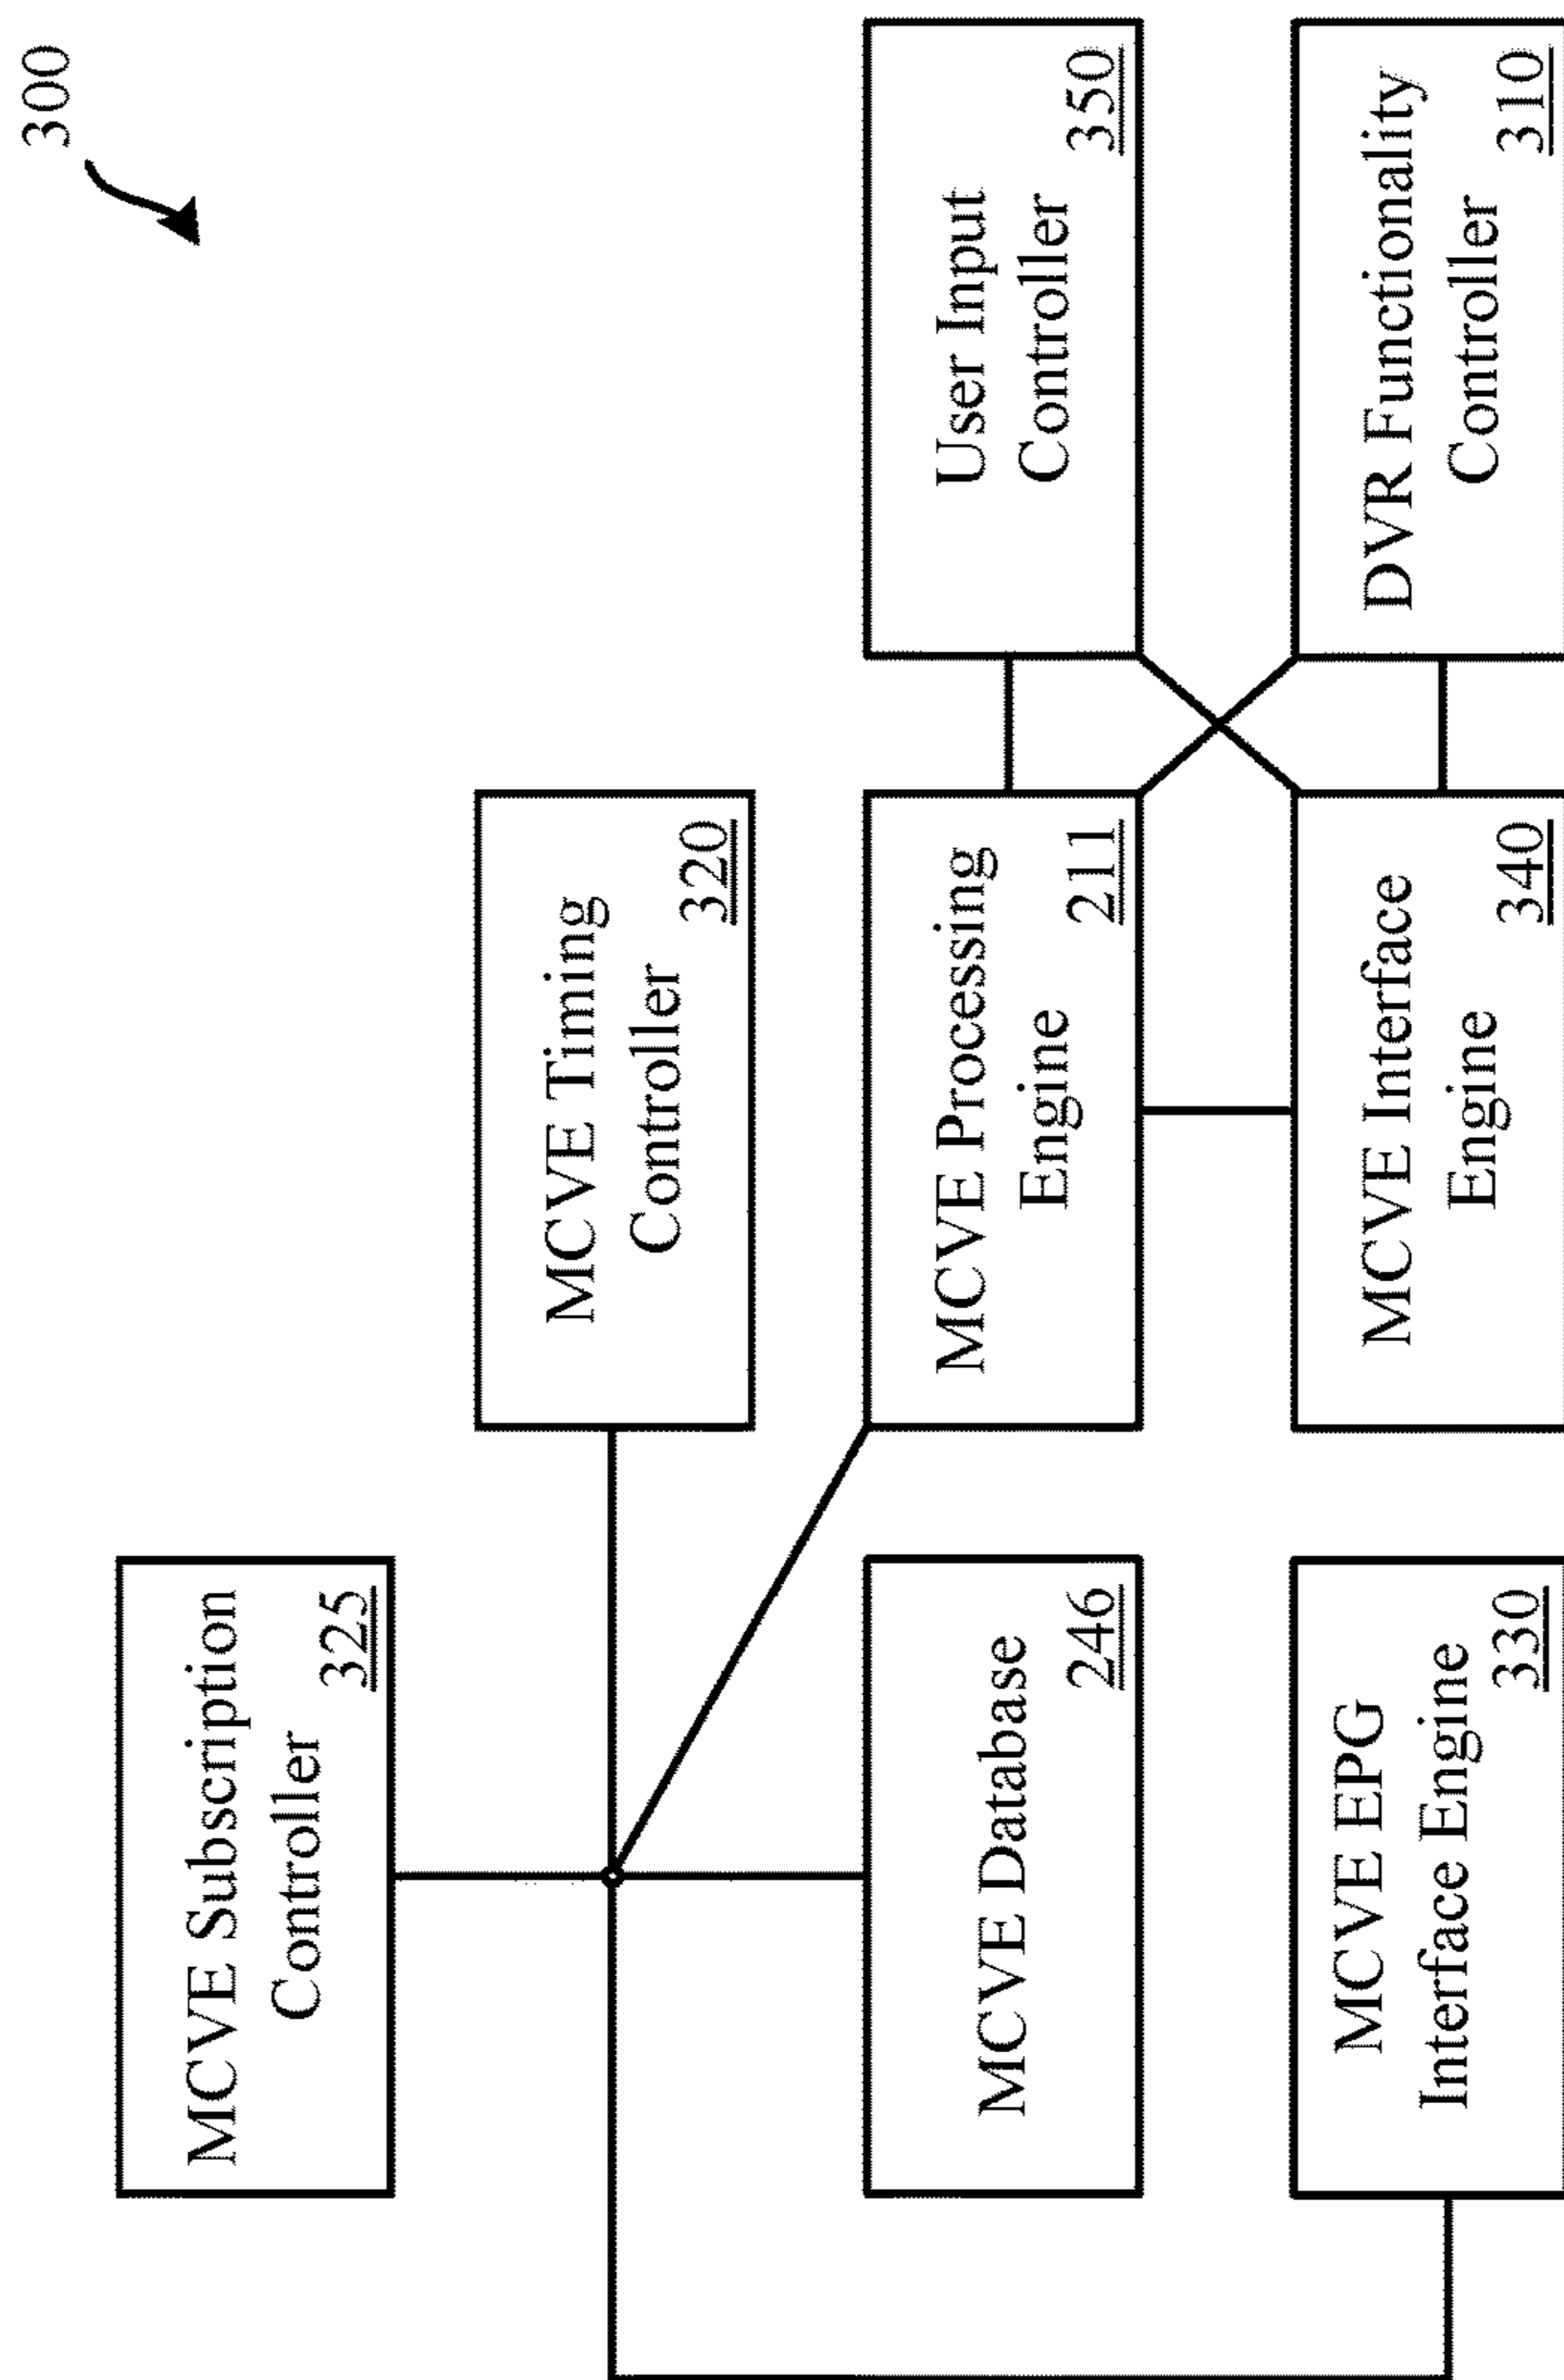 300
MCVE Subscription
Controller
325
MCVE Timing
Controller
320
MCVE Database
246
MCVE Processing
Engine
211
User Input
Controller
350
MCVE EPG
Interface Engine
330
MCVE Interface
Engine
340
DVR Functionality
Controller
310